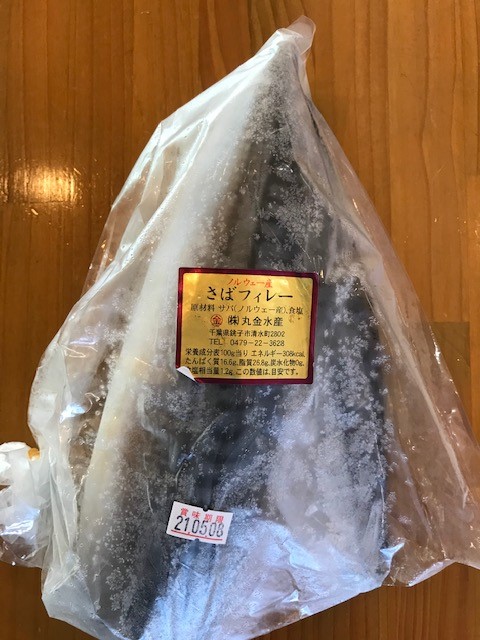 ノルウェー産
さばフィレー
原材料 サバ(ノルウェー産),食塩
金 ㈱丸金水産
千葉県銚子市清水町2802
TEL 0479-22-3628
栄養成分表100g当り エネルギー306kcal,
たんぱく質16.6g,脂質26.8g,炭水化物0g,
塩相当量1.2g,この数値は,目安です。
賞味期限
210508